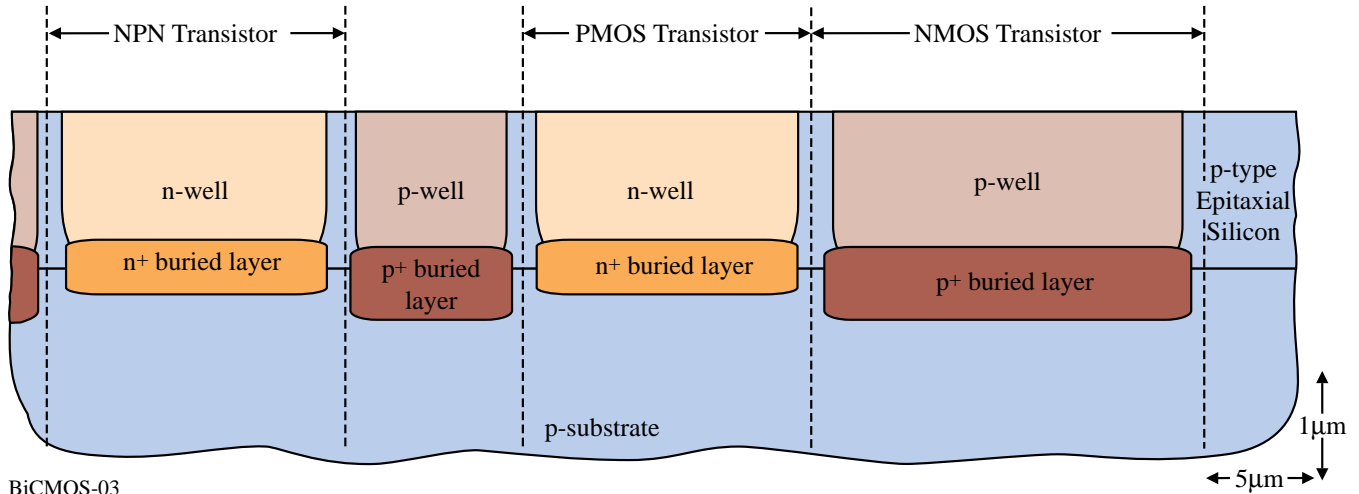 NPN Transistor
PMOS Transistor
NMOS Transistor
n-well
p-well
n-well
p-well
p-type
Epitaxial
Silicon
n+ buried layer
p+ buried
layer
n+ buried layer
p+ buried layer
p-substrate
1μm
5μm
BiCMOS-03